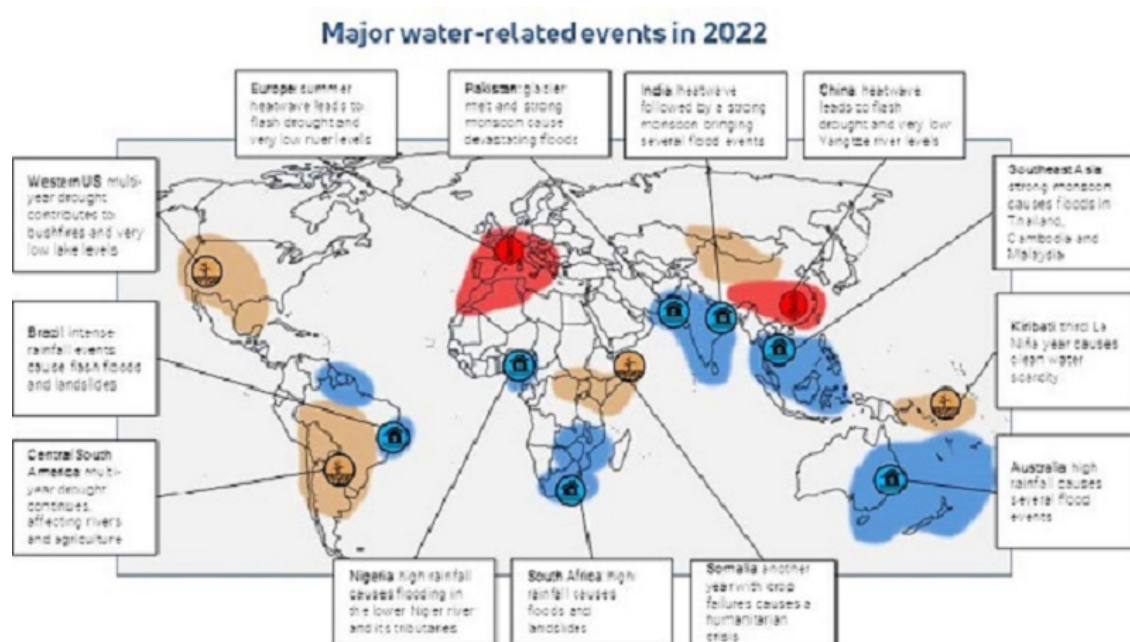 Major water-related events in 2022
Europe: summer
heatwave leads to
flash drought and
very low river levels
Pakistan: glacier
melt and strong
monsoon cause
devastating floods
India: heatwave
followed by a strong
monsoon bringing
several flood events
China: heatwave
leads to flash
drought and very low
Yangtze river levels
Western US: multi-
year drought
contributes to
bushfires and very
low lake levels
Southeast Asia:
strong monsoon
causes floods in
Thailand,
Cambodia and
Malaysia
Brazil: intense
rainfall events
cause flash floods
and landslides
Kiribati: third La
Niña year causes
clean water
scarcity
Central South
America: multi-
year drought
continues,
affecting rivers
and agriculture
Australia: high
rainfall causes
several flood
events
Nigeria: high rainfall
causes flooding in
the lower Niger river
and its tributaries
South Africa: high
rainfall causes
floods and
landslides
Somalia: another
year with crop
failures causes a
humanitarian
crisis